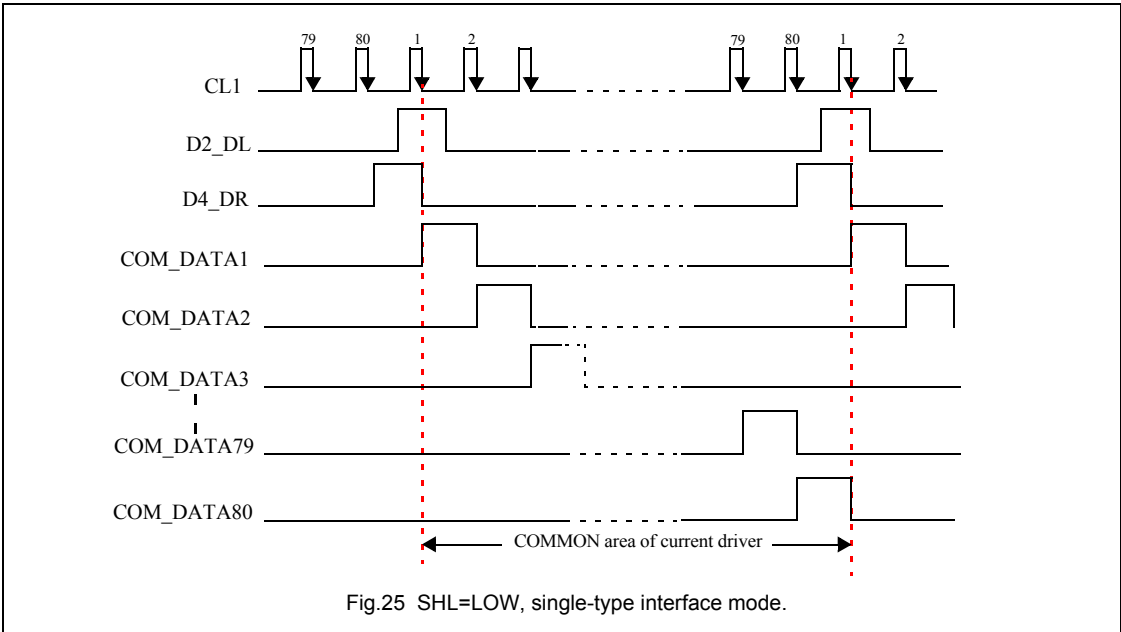 79 80 1 2 79 80 1 2
CL1
D2_DL
D4_DR
COM_DATA1
COM_DATA2
COM_DATA3
COM_DATA79
COM_DATA80
COMMON area of current driver
Fig.25 SHL=LOW, single-type interface mode.